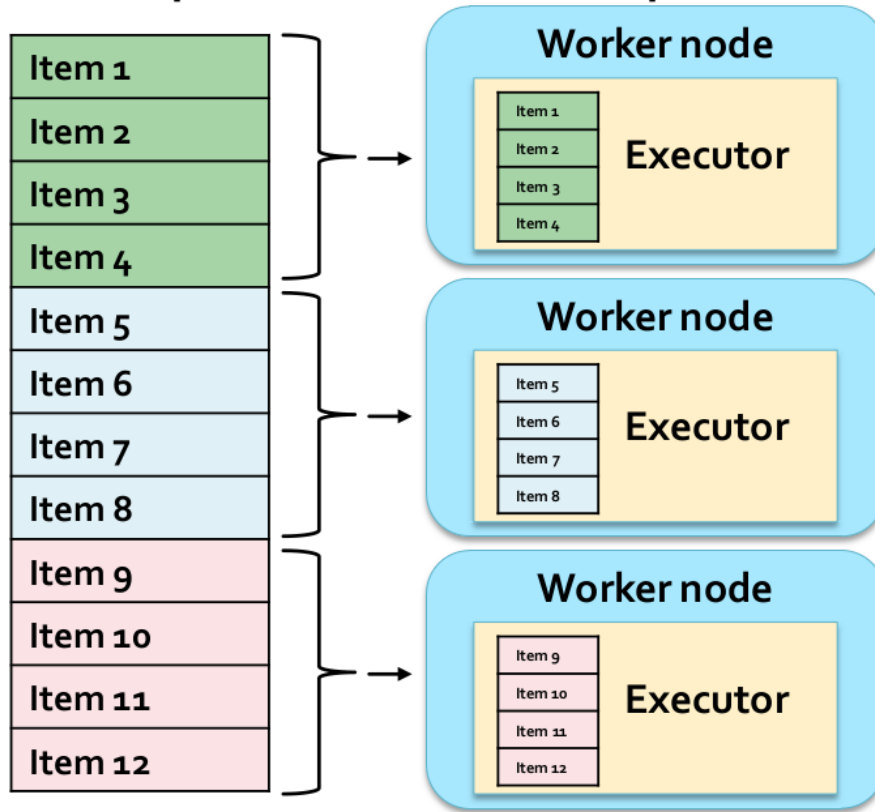 Item 1
Item 2
Item 3
Item 4
Item 5
Item 6
Item 7
Item 8
Item 9
Item 10
Item 11
Item 12
Worker node
Item 1
Item 2
Item 3
Item 4
Executor
Worker node
Item 5
Item 6
Item 7
Item 8
Executor
Worker node
Item 9
Item 10
Item 11
Item 12
Executor